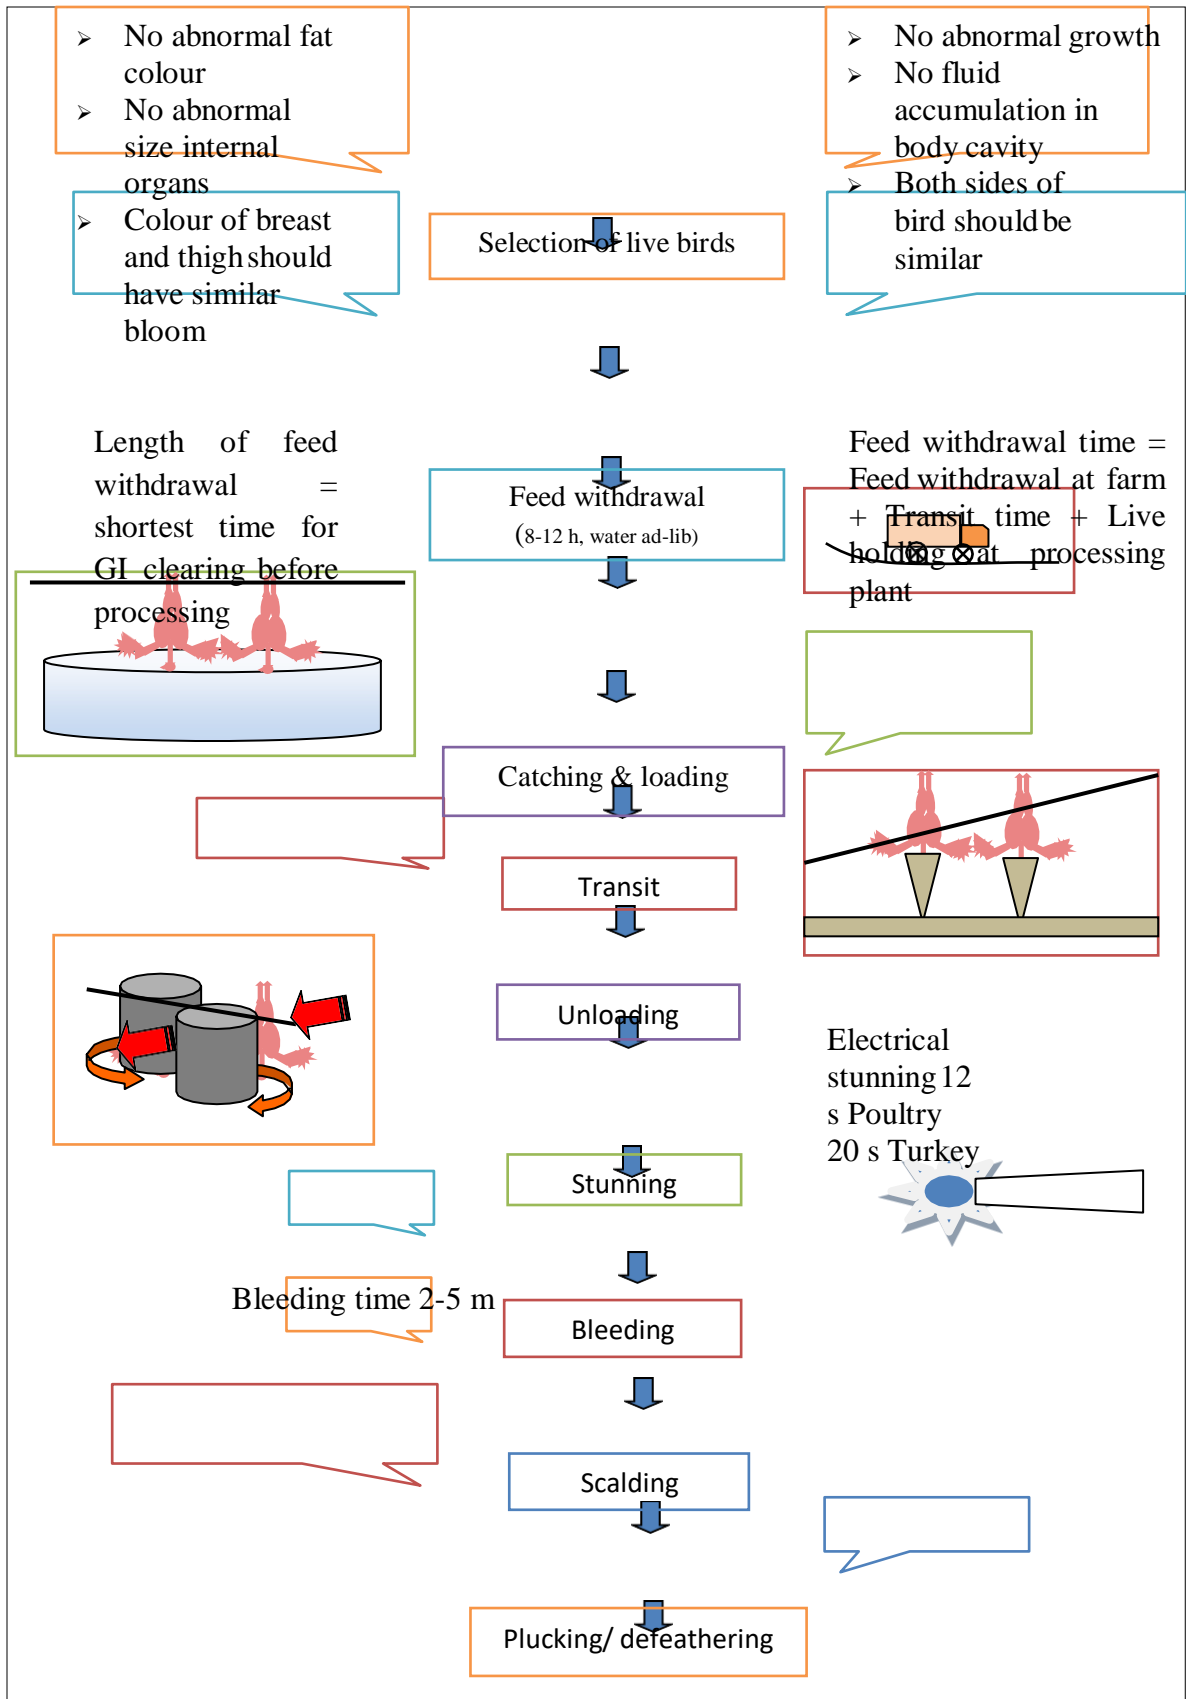 ➢ No abnormal fat
colour
➢ No abnormal
size internal
organs
➢ Colour of breast
and thigh should
have similar
bloom
➢ No abnormal growth
➢ No fluid
accumulation in
body cavity
➢ Both sides of
bird should be
similar
Selection of live birds
Length of feed
withdrawal =
shortest time for
GI clearing before
processing
Feed withdrawal
(8-12 h, water ad-lib)
Feed withdrawal time =
Feed withdrawal at farm
+ Transit time + Live
holding at processing
plant
Catching & loading
Transit
Unloading
Electrical
stunning 12
s Poultry
20 s Turkey
Stunning
Bleeding time 2-5 m
Bleeding
Scalding
Plucking/ defeathering